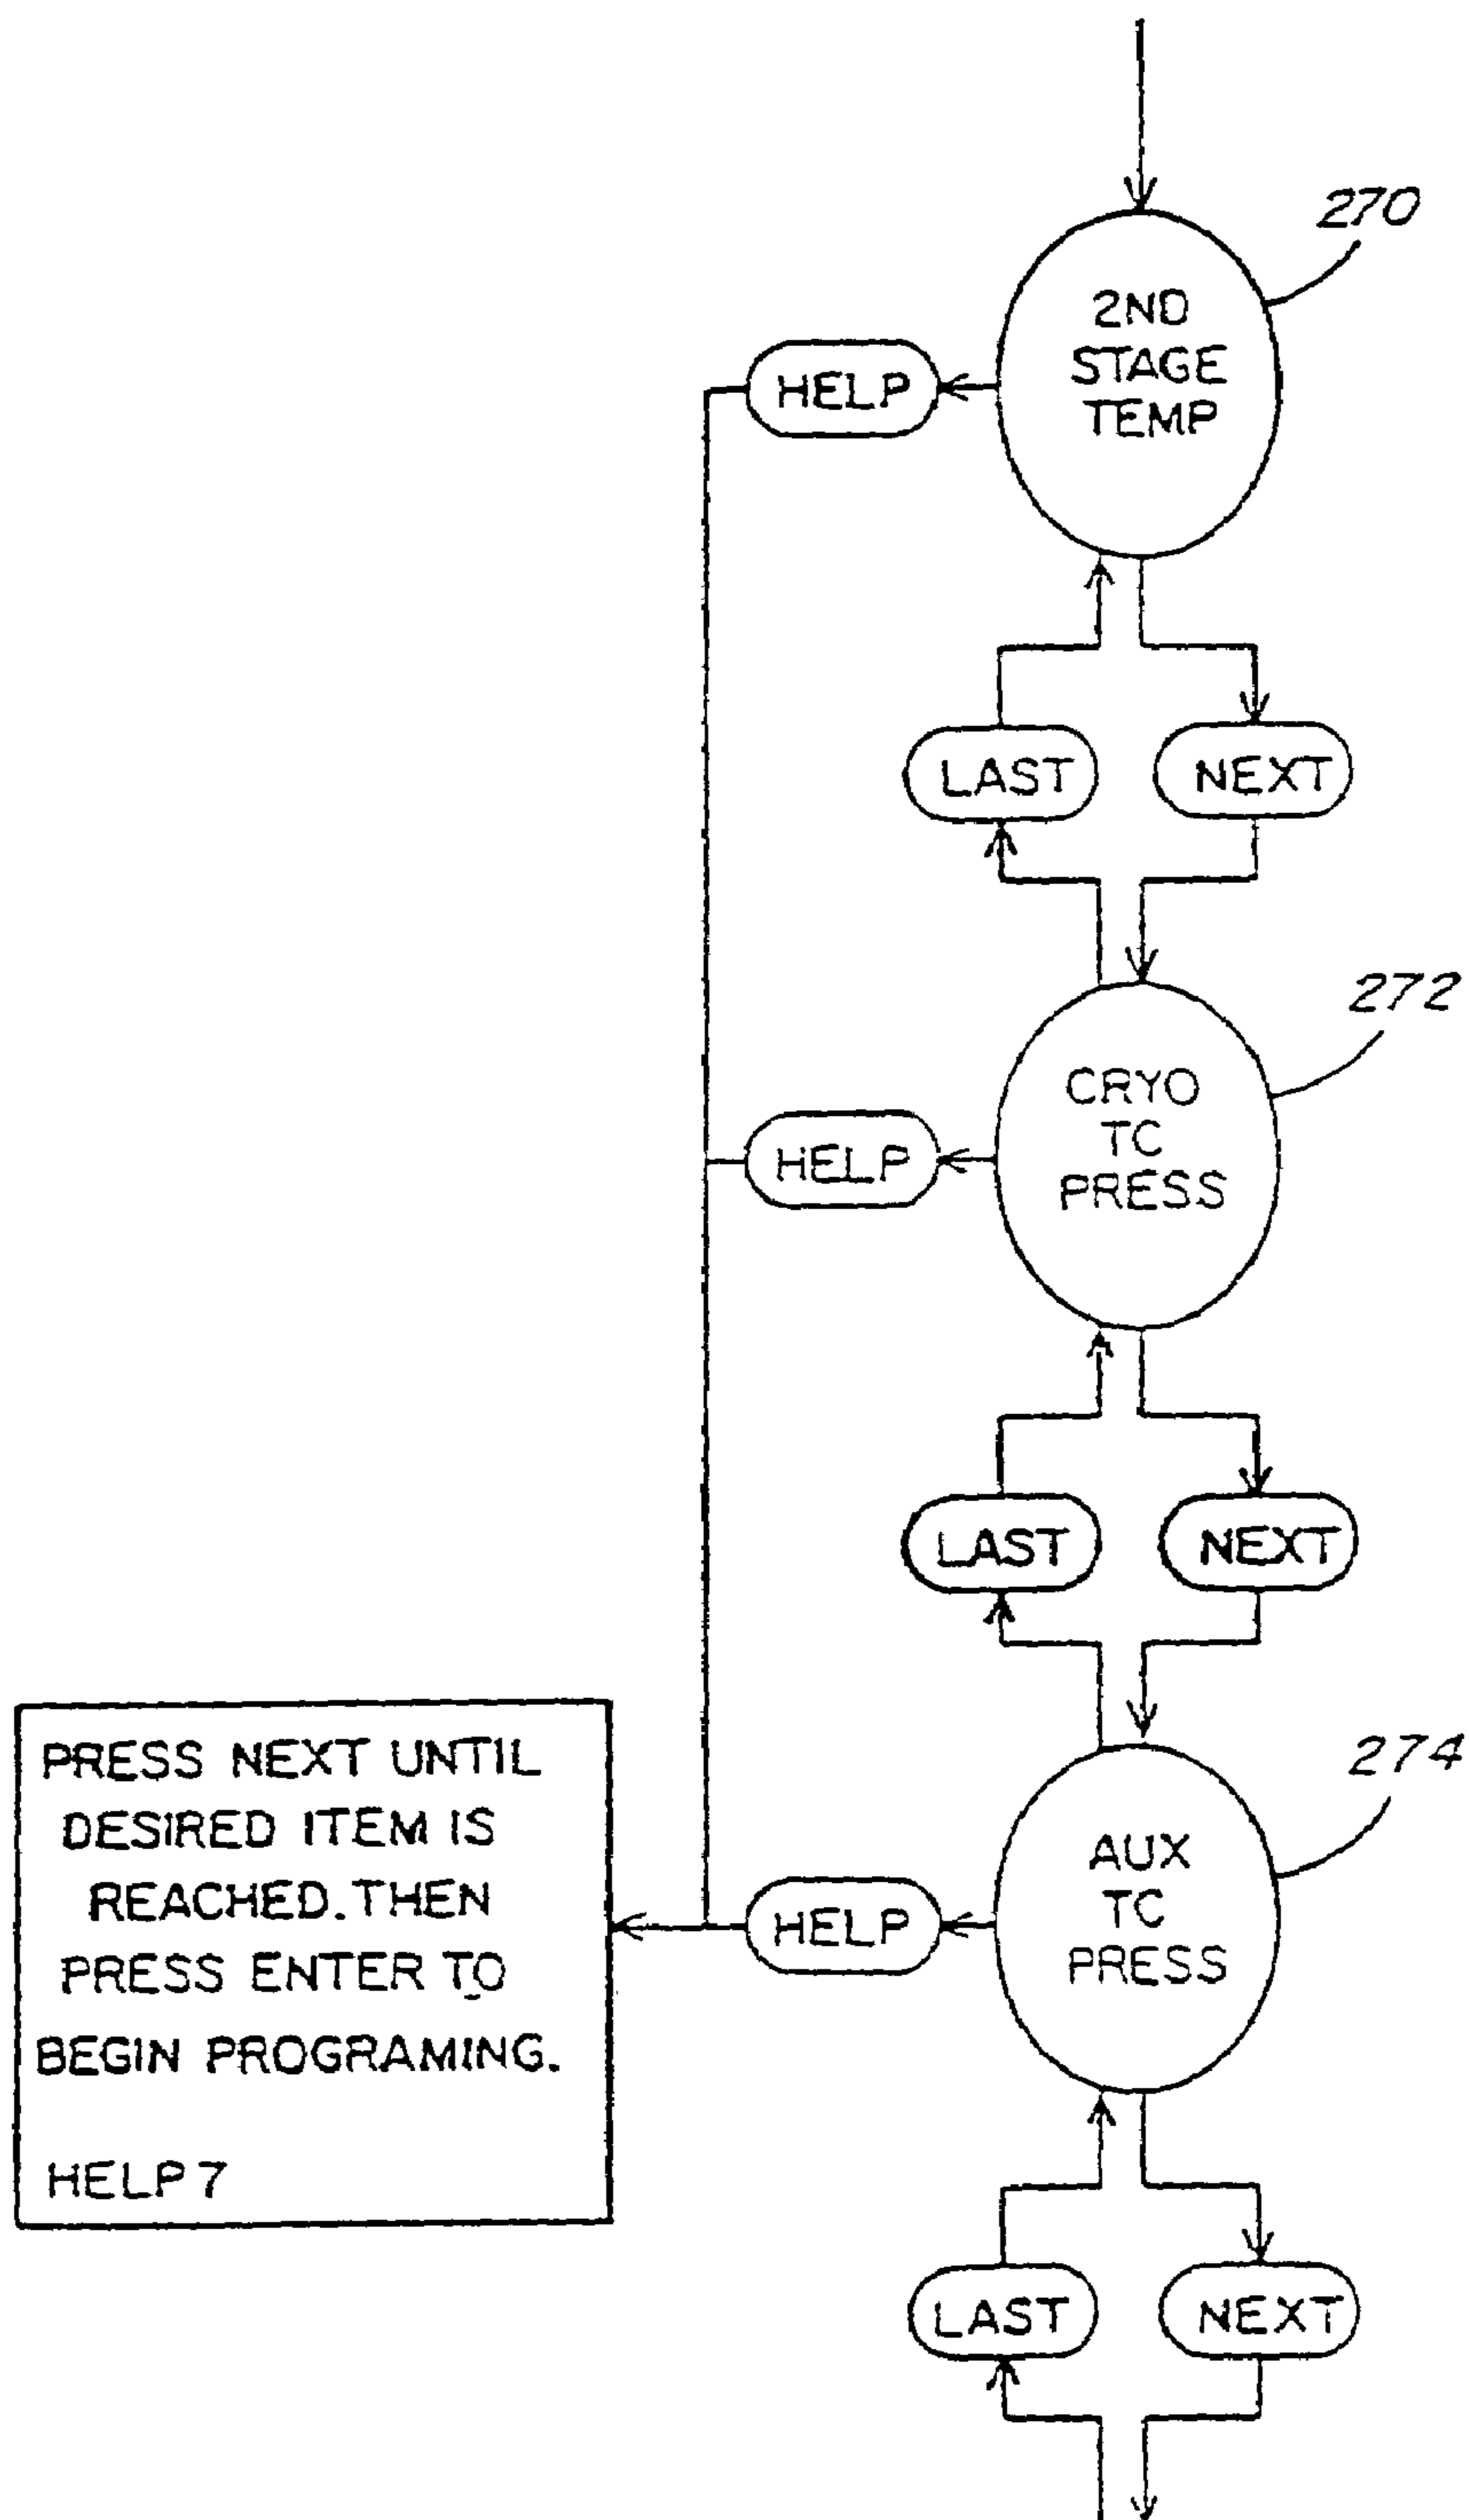 270
2ND
STAGE
TEMP
HELP
LAST
NEXT
272
CRYO
TC
PRESS
HELP
LAST
NEXT
274
AUX
TC
PRESS
HELP
PRESS NEXT UNTIL
DESIRED ITEM IS
REACHED. THEN
PRESS ENTER TO
BEGIN PROGRAMING.
HELP 7
LAST
NEXT